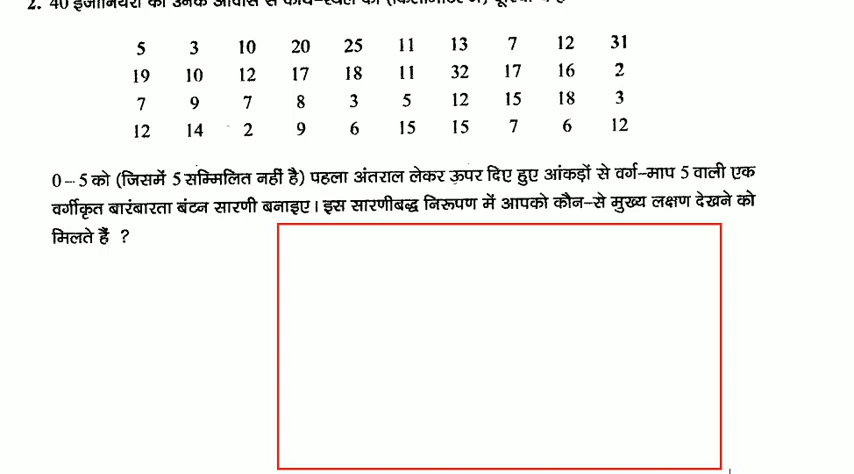 2. 40
5 3 10 20 25 11 13 7 12 31
19 10 12 17 18 11 32 17 16 2
7 9 7 8 3 5 12 15 18 3
12 14 2 9 6 15 15 7 6 12
0–5 को (जिसमें 5 सम्मिलित नहीं है) पहला अंतराल लेकर ऊपर दिए हुए आंकड़ों से वर्ग-माप 5 वाली एक
वर्गीकृत बारंबारता बंटन सारणी बनाइए। इस सारणीबद्ध निरूपण में आपको कौन-से मुख्य लक्षण देखने को
मिलते हैं ?